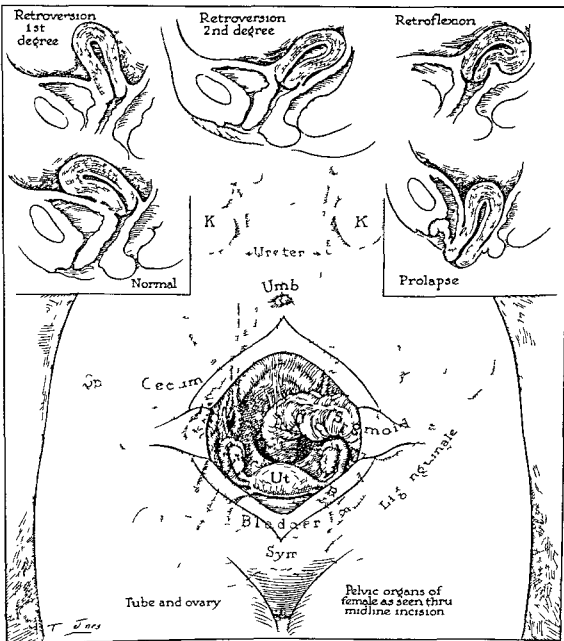 Retroversion
1st
degree
Retroversion
2nd degree
Retroflexion
K
K
Ureter
Normal
Prolapse
Umb
Sp
Cecum
Sigmoid
Ut
Bladder
Tube and ovary
Pelvic organs of
female as seen thru
midline incision